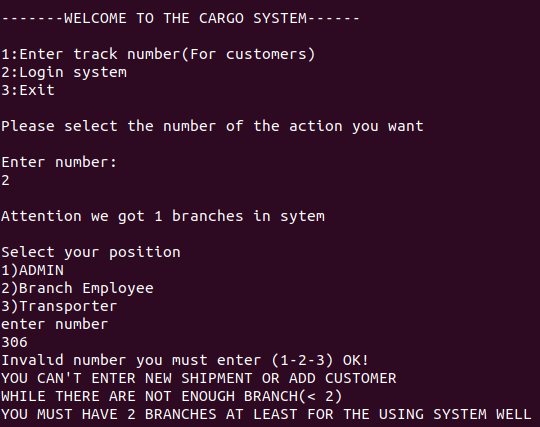 -------WELCOME TO THE CARGO SYSTEM------
1:Enter track number(For customers)
2:Login system
3:Exit
Please select the number of the action you want
Enter number:
2
Attention we got 1 branches in sytem
Select your position
1)ADMIN
2)Branch Employee
3)Transporter
enter number
306
Invalıd number you must enter (1-2-3) OK!
YOU CAN'T ENTER NEW SHIPMENT OR ADD CUSTOMER
WHILE THERE ARE NOT ENOUGH BRANCH(< 2)
YOU MUST HAVE 2 BRANCHES AT LEAST FOR THE USING SYSTEM WELL